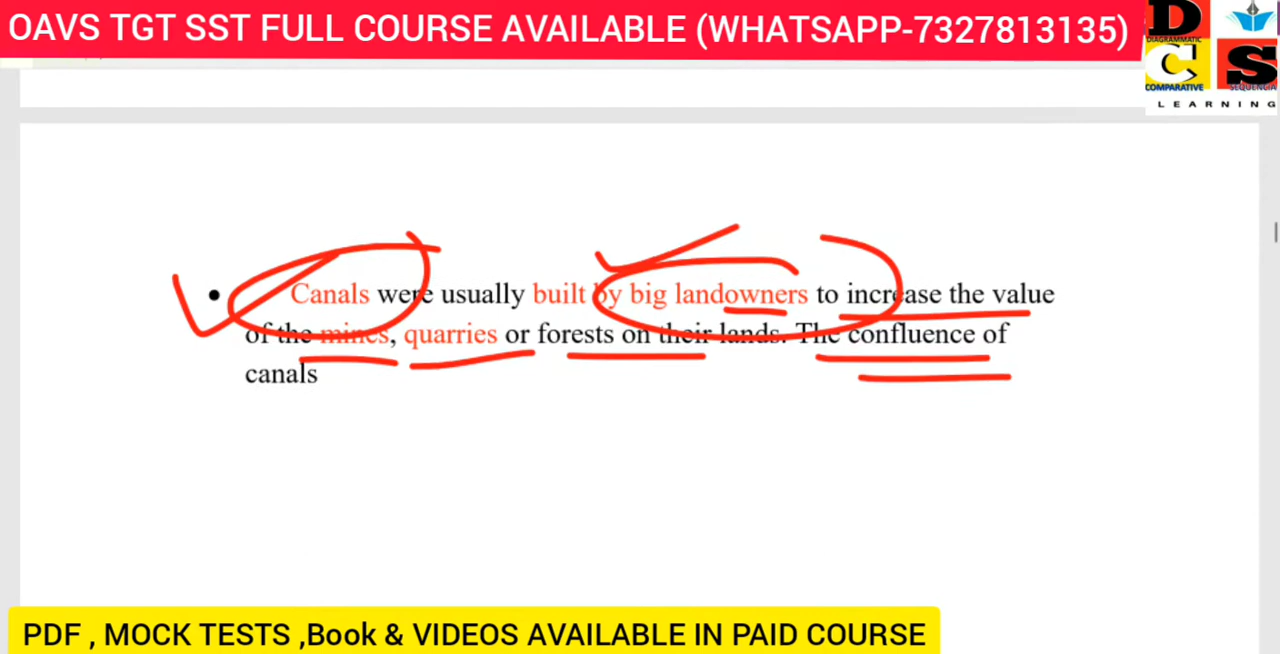 OAVS TGT SST FULL COURSE AVAILABLE (WHATSAPP-7327813135)
D
DIAGRAMMATIC
C S
COMPARATIVE
LEARNING
• Canals were usually built by big landowners to increase the value
of the mines, quarries or forests on their lands. The confluence of
canals
PDF , MOCK TESTS ,Book & VIDEOS AVAILABLE IN PAID COURSE